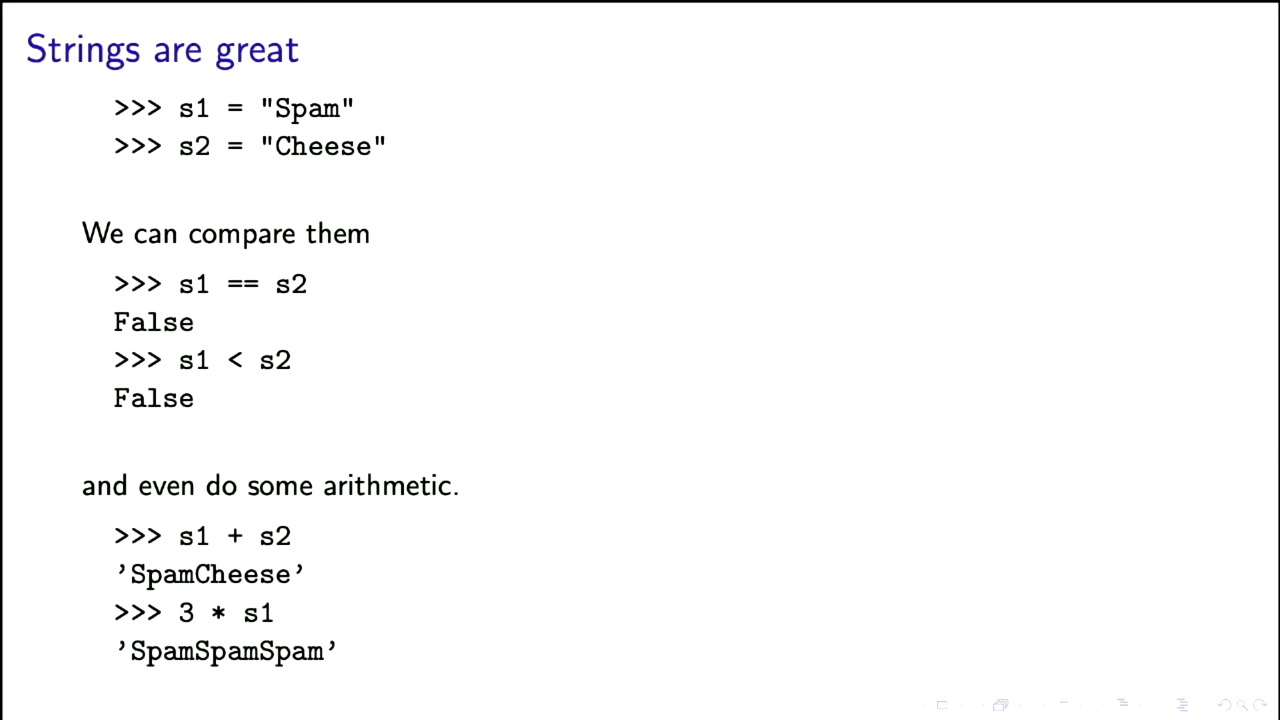 Strings are great
>>> s1 = "Spam"
>>> s2 = "Cheese"
We can compare them
>>> s1 == s2
False
>>> s1 < s2
False
and even do some arithmetic.
>>> s1 + s2
’SpamCheese’
>>> 3 * s1
’SpamSpamSpam’